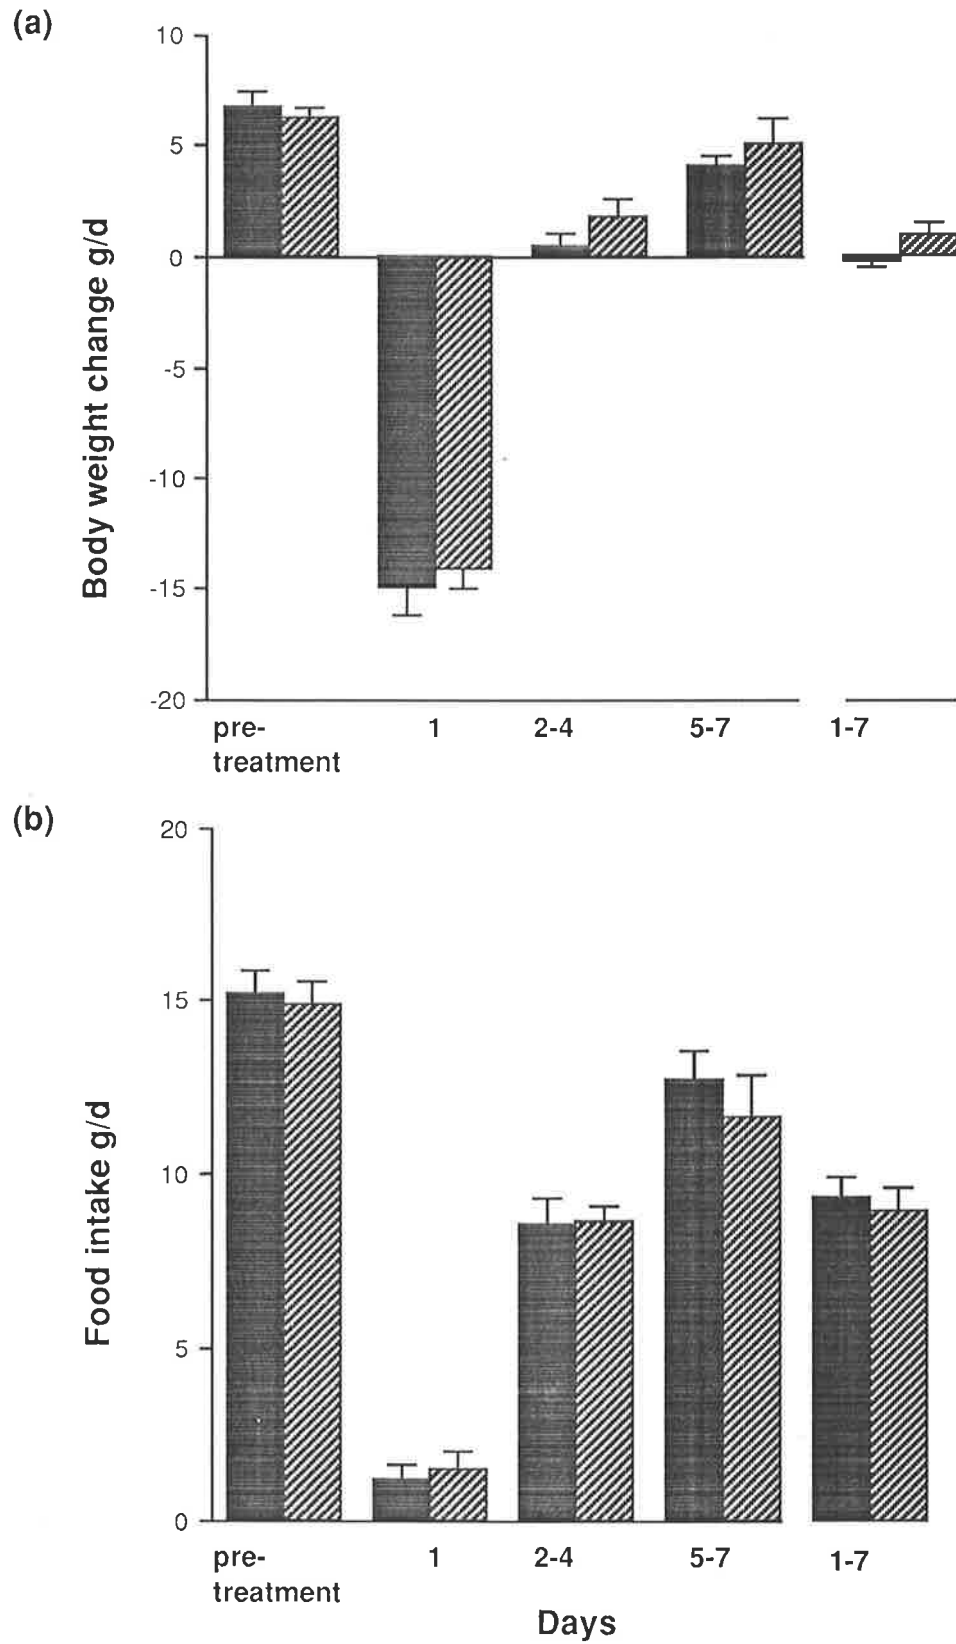 (a)
Body weight change g/d
10
5
0
-5
-10
-15
-20
pre-
treatment
1
2-4
5-7
1-7
(b)
Food intake g/d
20
15
10
5
0
pre-
treatment
1
2-4
5-7
1-7
Days